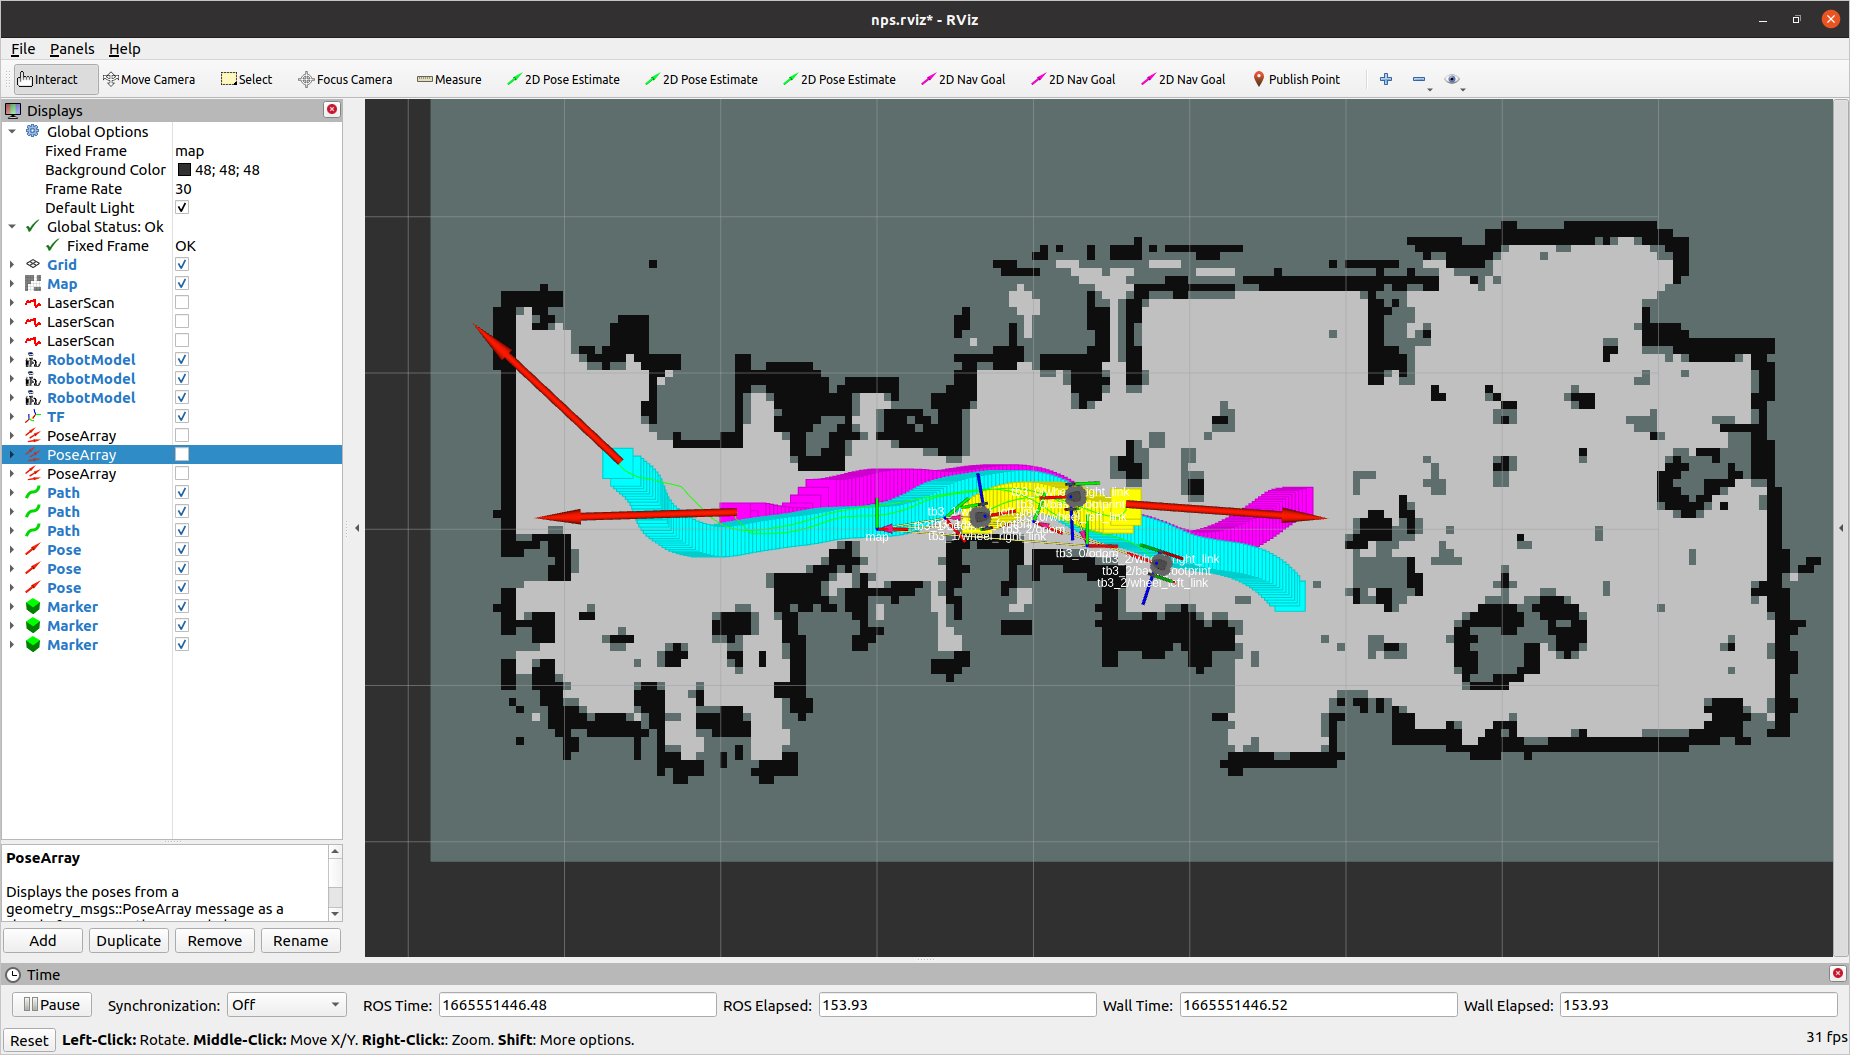 nps.rviz* - RViz
File Panels Help
Interact Move Camera Select Focus Camera Measure 2D Pose Estimate 2D Pose Estimate 2D Pose Estimate 2D Nav Goal 2D Nav Goal 2D Nav Goal Publish Point
Displays
Global Options
Fixed Frame map
Background Color 48; 48; 48
Frame Rate 30
Default Light
Global Status: Ok
Fixed Frame OK
Grid
Map
LaserScan
LaserScan
LaserScan
RobotModel
RobotModel
RobotModel
TF
PoseArray
PoseArray
PoseArray
Path
Path
Path
Pose
Pose
Pose
Marker
Marker
Marker
PoseArray
Displays the poses from a
geometry_msgs::PoseArray message as a
Add Duplicate Remove Rename
map
tb3_1/wheel_right_link
tb3_0/odom
tb3_2/wheel_left_link
Time
Pause Synchronization: Off ROS Time: 1665551446.48 ROS Elapsed: 153.93 Wall Time: 1665551446.52 Wall Elapsed: 153.93
Reset Left-Click: Rotate. Middle-Click: Move X/Y. Right-Click:: Zoom. Shift: More options. 31 fps